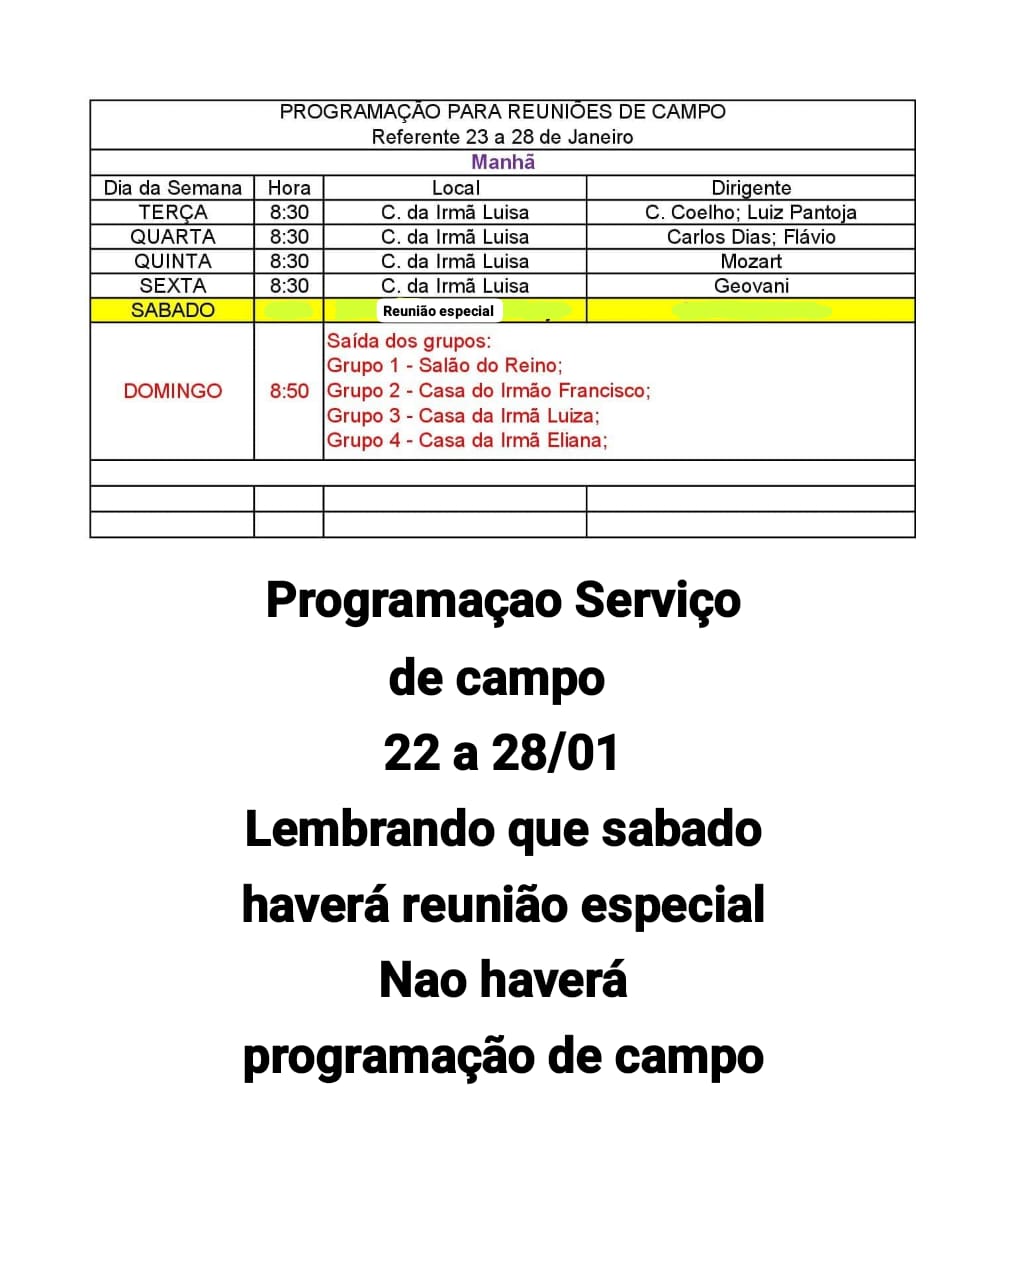 PROGRAMAÇÃO PARA REUNIÕES DE CAMPO
Referente 23 a 28 de Janeiro
Manhã
Dia da Semana Hora Local Dirigente
TERÇA 8:30 C. da Irmã Luisa C. Coelho; Luiz Pantoja
QUARTA 8:30 C. da Irmã Luisa Carlos Dias; Flávio
QUINTA 8:30 C. da Irmã Luisa Mozart
SEXTA 8:30 C. da Irmã Luisa Geovani
SABADO Reunião especial
Saída dos grupos:
Grupo 1 - Salão do Reino;
DOMINGO 8:50 Grupo 2 - Casa do Irmão Francisco;
Grupo 3 - Casa da Irmã Luiza;
Grupo 4 - Casa da Irmã Eliana;
Programaçao Serviço
de campo
22 a 28/01
Lembrando que sabado
haverá reunião especial
Nao haverá
programação de campo